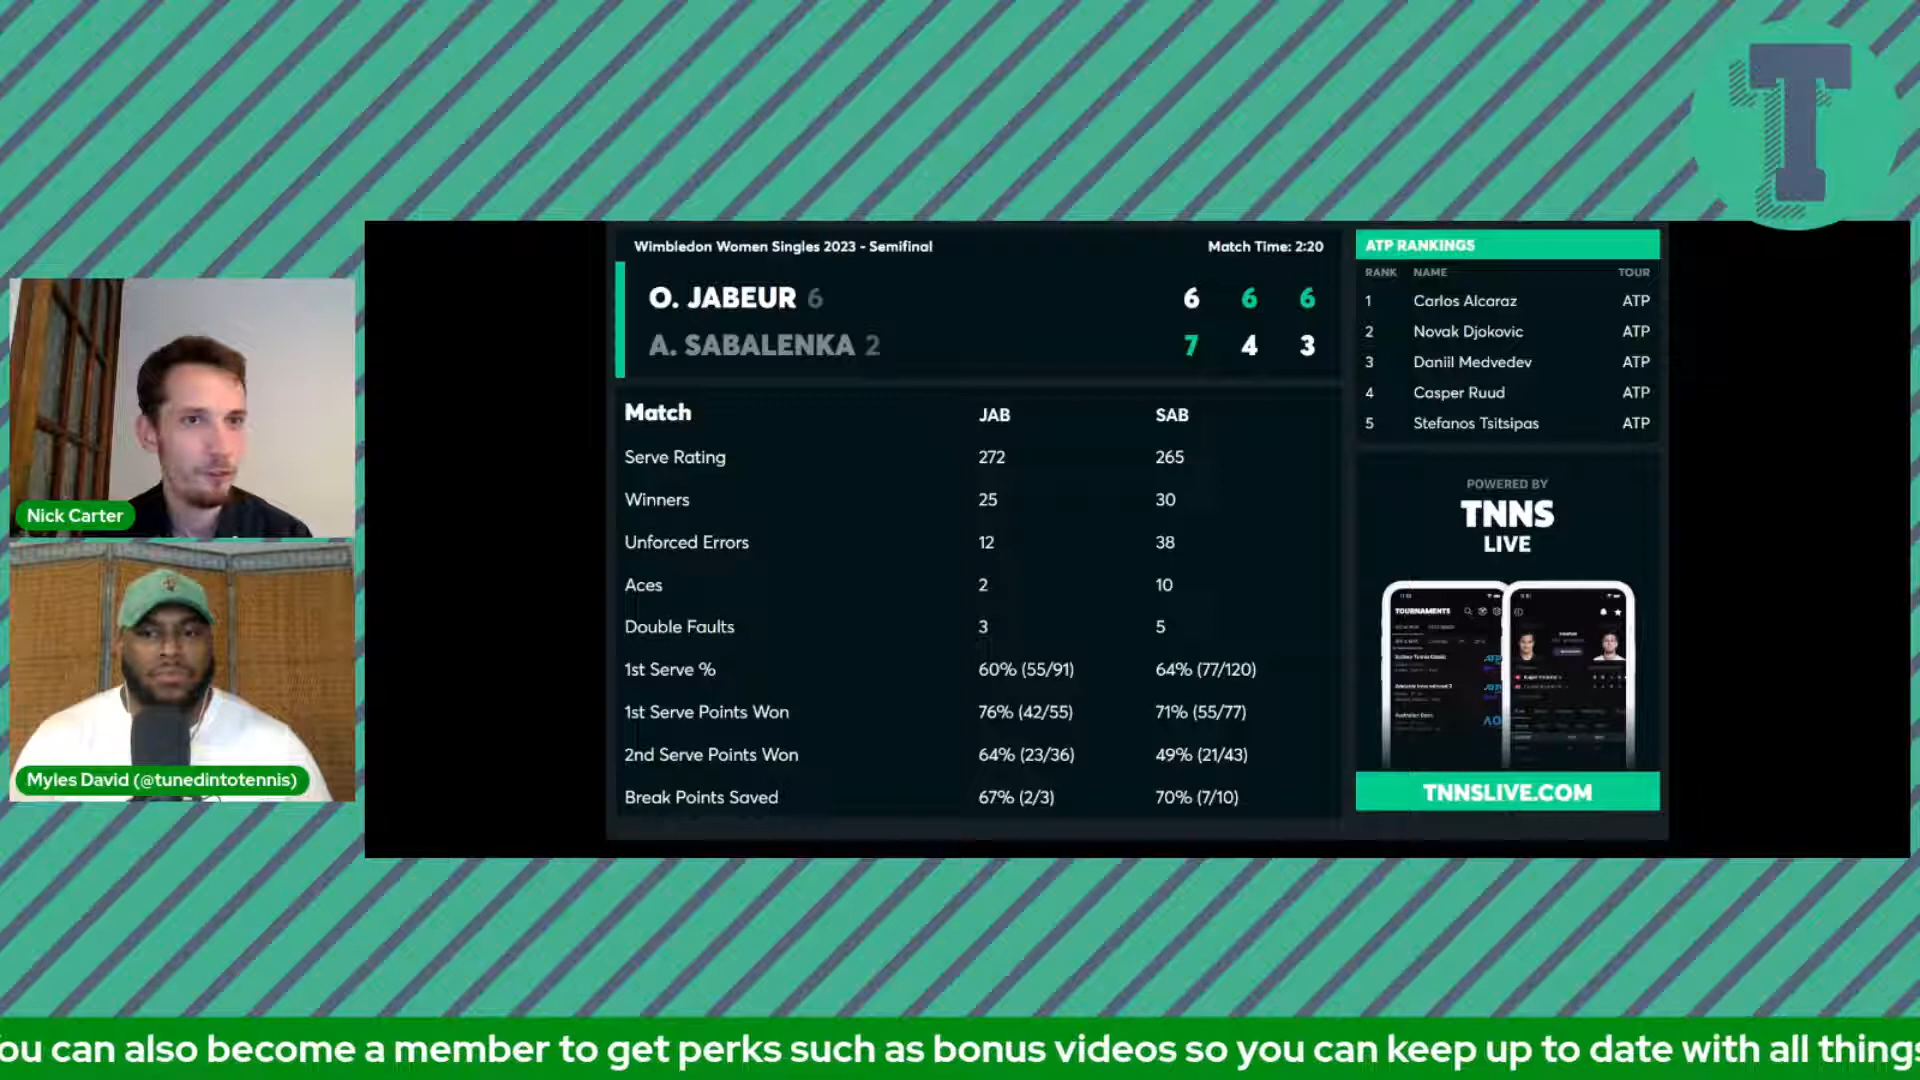 T
Wimbledon Women Singles 2023 - Semifinal Match Time: 2:20
O. JABEUR 6 6 6 6
A. SABALENKA 2 7 4 3
Match JAB SAB
Serve Rating 272 265
Winners 25 30
Unforced Errors 12 38
Aces 2 10
Double Faults 3 5
1st Serve % 60% (55/91) 64% (77/120)
1st Serve Points Won 76% (42/55) 71% (55/77)
2nd Serve Points Won 64% (23/36) 49% (21/43)
Break Points Saved 67% (2/3) 70% (7/10)
ATP RANKINGS
RANK NAME TOUR
1 Carlos Alcaraz ATP
2 Novak Djokovic ATP
3 Daniil Medvedev ATP
4 Casper Ruud ATP
5 Stefanos Tsitsipas ATP
POWERED BY
TNNS
LIVE
TOURNAMENTS
TNNSLIVE.COM
Nick Carter
Myles David (@tunedintotennis)
ou can also become a member to get perks such as bonus videos so you can keep up to date with all things